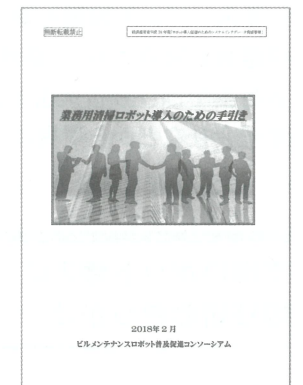 無断転載禁止
業務用清掃ロボット導入のための手引き
2018年2月
ビルメンテナンスロボット普及促進コンソーシアム